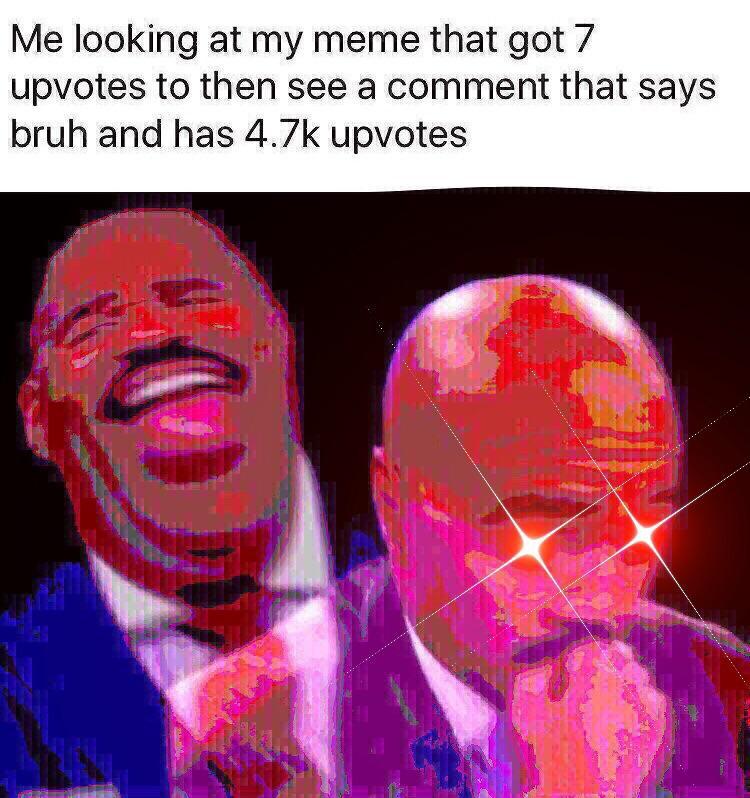 Me looking at my meme that got 7
upvotes to then see a comment that says
bruh and has 4.7k upvotes